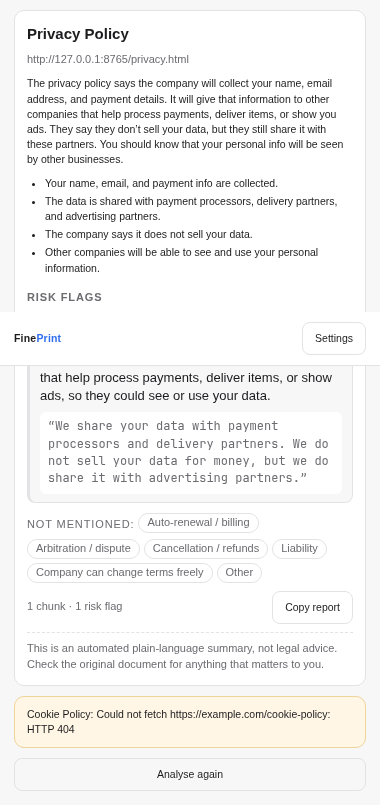 Privacy Policy
http://127.0.0.1:8765/privacy.html
The privacy policy says the company will collect your name, email
address, and payment details. It will give that information to other
companies that help process payments, deliver items, or show you
ads. They say they don’t sell your data, but they still share it with
these partners. You should know that your personal info will be seen
by other businesses.
• Your name, email, and payment info are collected.
• The data is shared with payment processors, delivery partners,
and advertising partners.
• The company says it does not sell your data.
• Other companies will be able to see and use your personal
information.
RISK FLAGS
FinePrint
Settings
that help process payments, deliver items, or show
ads, so they could see or use your data.
“We share your data with payment
processors and delivery partners. We do
not sell your data for money, but we do
share it with advertising partners.”
NOT MENTIONED: Auto-renewal / billing
Arbitration / dispute Cancellation / refunds Liability
Company can change terms freely Other
1 chunk · 1 risk flag
Copy report
This is an automated plain-language summary, not legal advice.
Check the original document for anything that matters to you.
Cookie Policy: Could not fetch https://example.com/cookie-policy:
HTTP 404
Analyse again